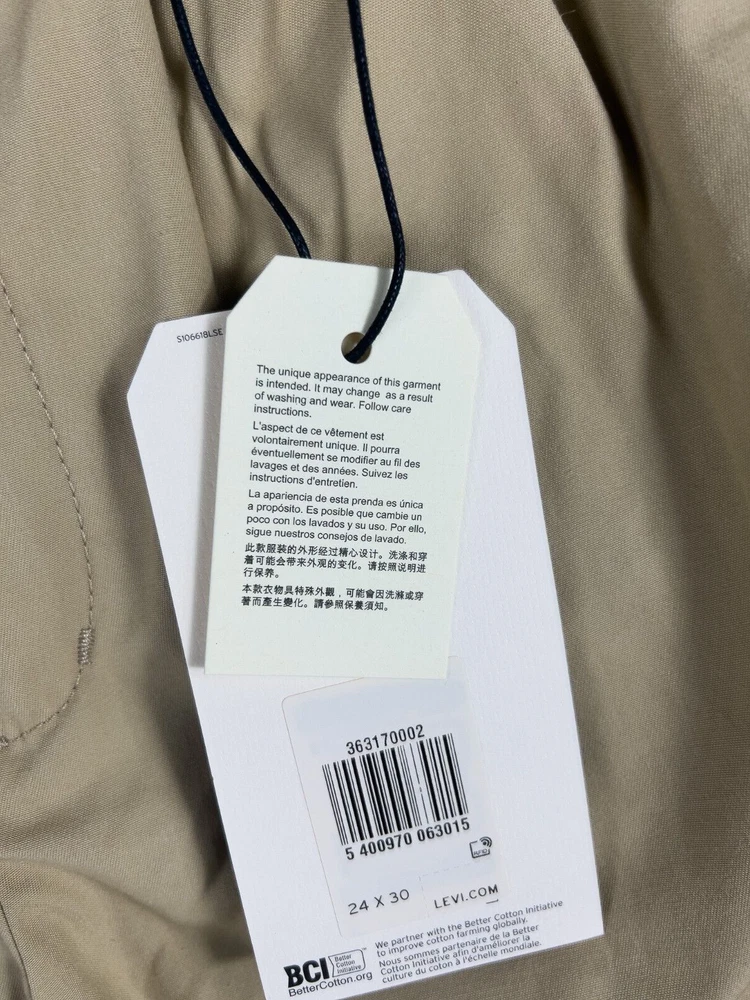 S106618LSE
The unique appearance of this garment
is intended. It may change as a result
of washing and wear. Follow care
instructions.
L'aspect de ce vêtement est
volontairement unique. Il pourra
éventuellement se modifier au fil des
lavages et des années. Suivez les
instructions d'entretien.
La apariencia de esta prenda es única
a propósito. Es posible que cambie un
poco con los lavados y su uso. Por ello,
sigue nuestros consejos de lavado.
此款服装的外形经过精心设计。洗涤和穿
着可能会带来外观的变化。请按照说明进
行保养。
本款衣物具特殊外觀，可能會因洗滌或穿
著而產生變化。請參照保養須知。
363170002
5 400970 063015
RFID
24 X 30
LEVI.COM
BCI Better
Cotton
Initiative
BetterCotton.org
We partner with the Better Cotton Initiative
to improve cotton farming globally.
Nous sommes partenaire de la Better
Cotton Initiative afin d'améliorer la
culture du coton à l'échelle mondiale.